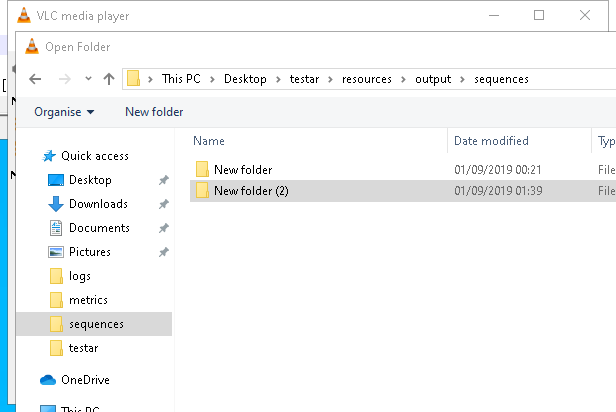 VLC media player
Open Folder
This PC > Desktop > testar > resources > output > sequences
Organise New folder
Name Date modified
Quick access
Desktop
Downloads
Documents
Pictures
logs
metrics
sequences
testar
OneDrive
This PC
New folder 01/09/2019 00:21 File
New folder (2) 01/09/2019 01:39 File